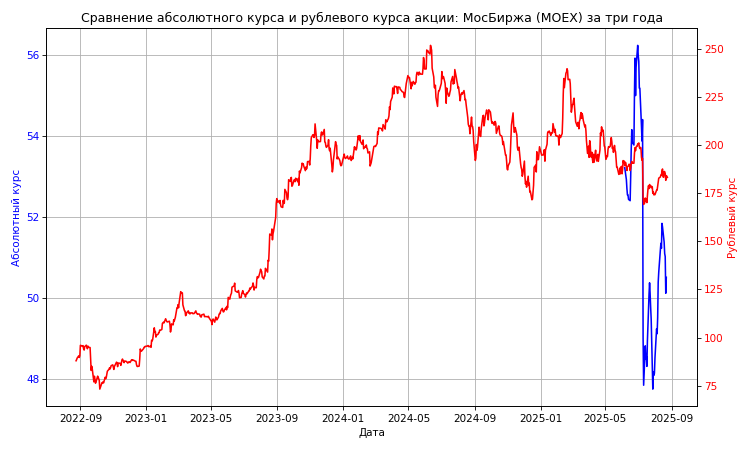 Сравнение абсолютного курса и рублевого курса акции: МосБиржа (MOEX) за три года
Абсолютный курс
56
54
52
50
48
250
225
200
175
150
125
100
75
Рублевый курс
2022-09 2023-01 2023-05 2023-09 2024-01 2024-05 2024-09 2025-01 2025-05 2025-09
Дата